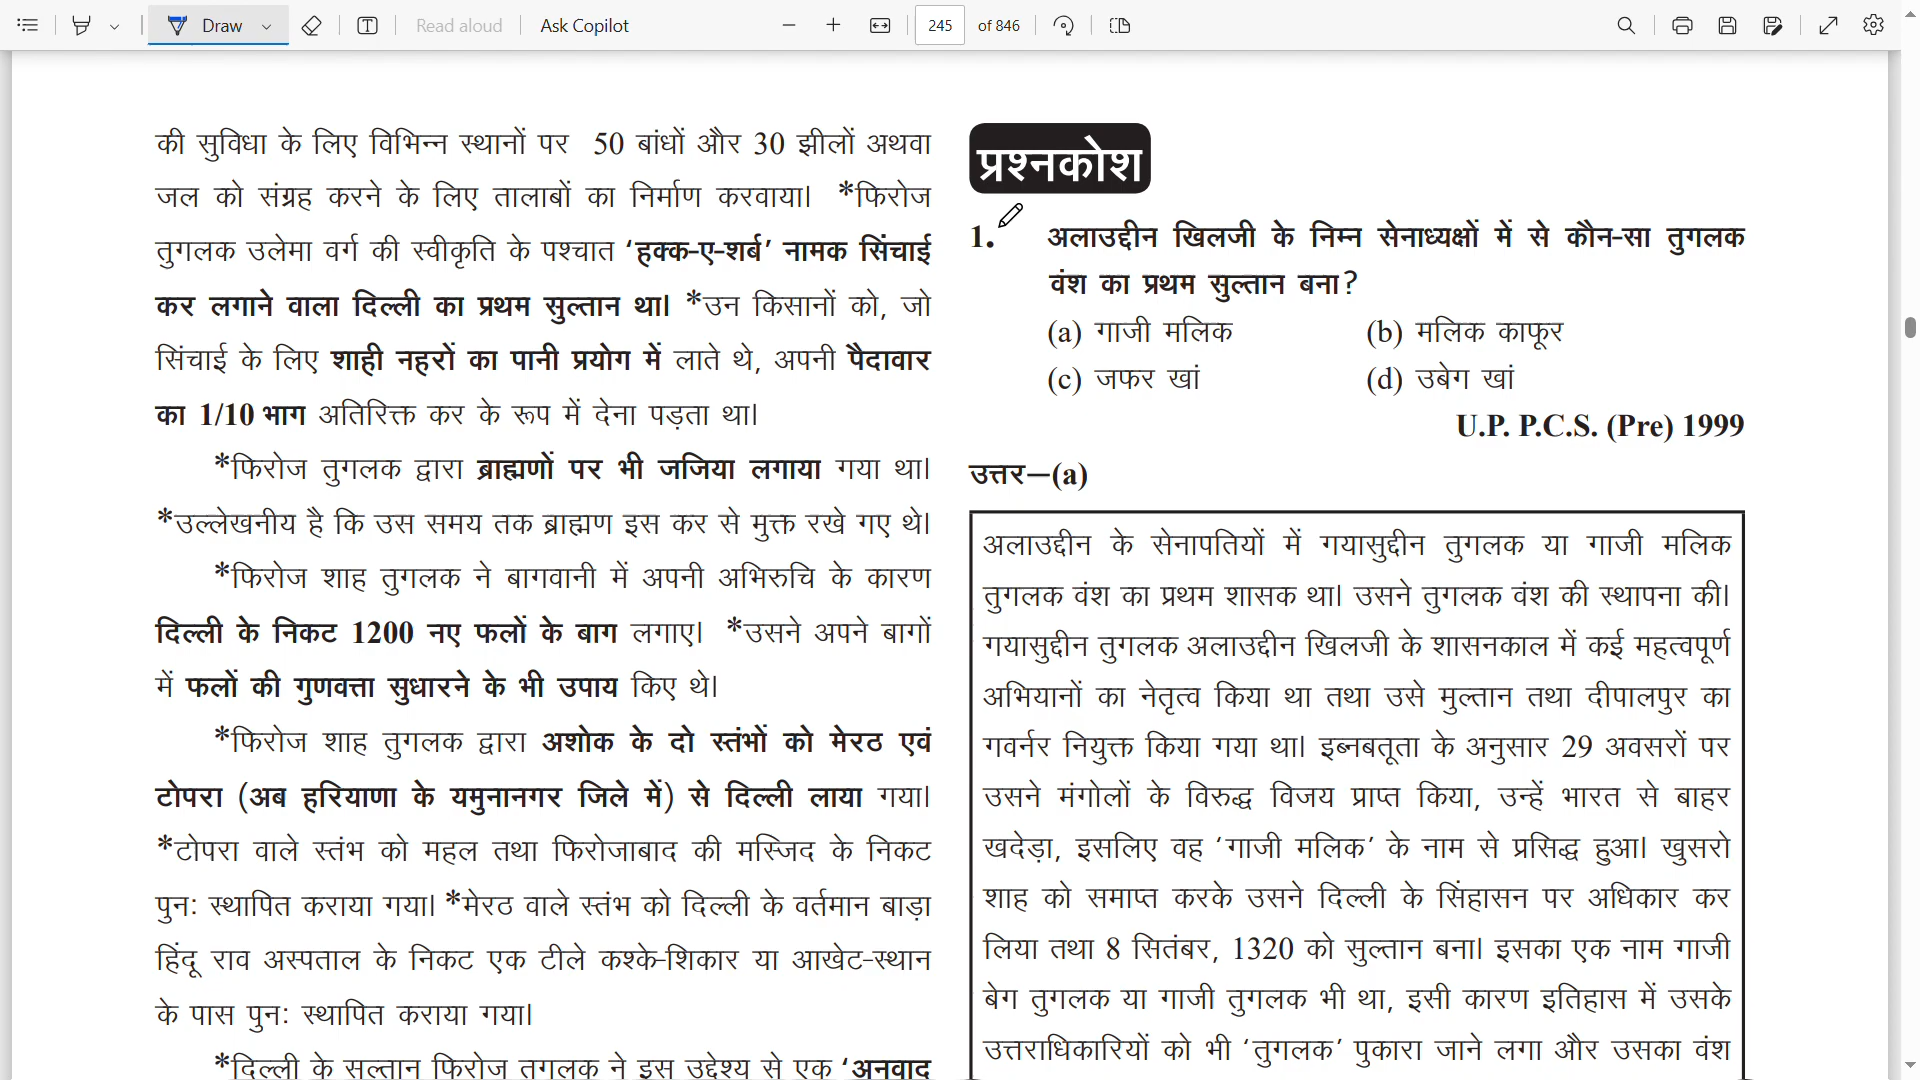 Draw
Read aloud
Ask Copilot
245
of 846
की सुविधा के लिए विभिन्न स्थानों पर 50 बांधों और 30 झीलों अथवा
जल को संग्रह करने के लिए तालाबों का निर्माण करवाया। *फिरोज
तुगलक उलेमा वर्ग की स्वीकृति के पश्चात ‘हक्क-ए-शर्ब’ नामक सिंचाई
कर लगाने वाला दिल्ली का प्रथम सुल्तान था। *उन किसानों को, जो
सिंचाई के लिए शाही नहरों का पानी प्रयोग में लाते थे, अपनी पैदावार
का 1/10 भाग अतिरिक्त कर के रूप में देना पड़ता था।
*फिरोज तुगलक द्वारा ब्राह्मणों पर भी जजिया लगाया गया था।
*उल्लेखनीय है कि उस समय तक ब्राह्मण इस कर से मुक्त रखे गए थे।
*फिरोज शाह तुगलक ने बागवानी में अपनी अभिरुचि के कारण
दिल्ली के निकट 1200 नए फलों के बाग लगाए। *उसने अपने बागों
में फलों की गुणवत्ता सुधारने के भी उपाय किए थे।
*फिरोज शाह तुगलक द्वारा अशोक के दो स्तंभों को मेरठ एवं
टोपरा (अब हरियाणा के यमुनानगर जिले में) से दिल्ली लाया गया।
*टोपरा वाले स्तंभ को महल तथा फिरोजाबाद की मस्जिद के निकट
पुनः स्थापित कराया गया। *मेरठ वाले स्तंभ को दिल्ली के वर्तमान बाड़ा
हिंदू राव अस्पताल के निकट एक टीले कश्के-शिकार या आखेट-स्थान
के पास पुनः स्थापित कराया गया।
*दिल्ली के सुल्तान फिरोज तुगलक ने इस उद्देश्य से एक ‘अनुवाद
प्रश्नकोश
1. अलाउद्दीन खिलजी के निम्न सेनाध्यक्षों में से कौन-सा तुगलक
वंश का प्रथम सुल्तान बना?
(a) गाजी मलिक (b) मलिक काफूर
(c) जफर खां (d) उबेग खां
U.P. P.C.S. (Pre) 1999
उत्तर—(a)
अलाउद्दीन के सेनापतियों में गयासुद्दीन तुगलक या गाजी मलिक
तुगलक वंश का प्रथम शासक था। उसने तुगलक वंश की स्थापना की।
गयासुद्दीन तुगलक अलाउद्दीन खिलजी के शासनकाल में कई महत्वपूर्ण
अभियानों का नेतृत्व किया था तथा उसे मुल्तान तथा दीपालपुर का
गवर्नर नियुक्त किया गया था। इब्नबतूता के अनुसार 29 अवसरों पर
उसने मंगोलों के विरुद्ध विजय प्राप्त किया, उन्हें भारत से बाहर
खदेड़ा, इसलिए वह ‘गाजी मलिक’ के नाम से प्रसिद्ध हुआ। खुसरो
शाह को समाप्त करके उसने दिल्ली के सिंहासन पर अधिकार कर
लिया तथा 8 सितंबर, 1320 को सुल्तान बना। इसका एक नाम गाजी
बेग तुगलक या गाजी तुगलक भी था, इसी कारण इतिहास में उसके
उत्तराधिकारियों को भी ‘तुगलक’ पुकारा जाने लगा और उसका वंश